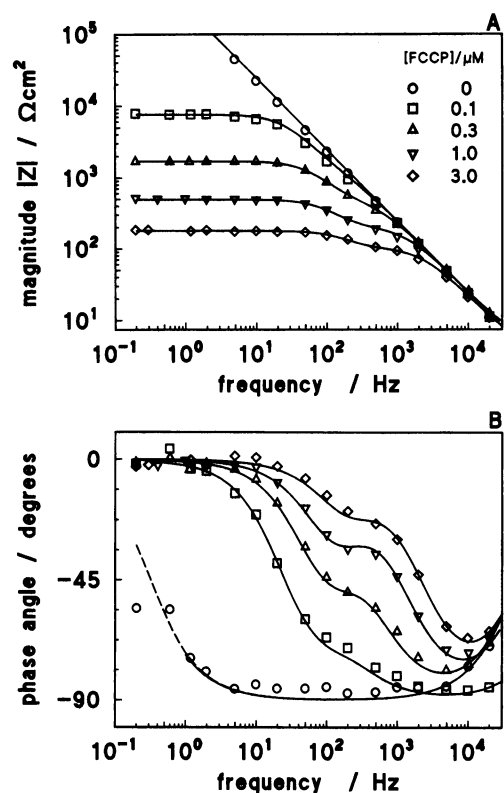 A
10^5
10^4
10^3
10^2
10^1
magnitude |Z| / Ωcm²
[FCCP]/µM
0
0.1
0.3
1.0
3.0
10^-1 10^0 10^1 10^2 10^3 10^4
frequency / Hz
B
0
-45
-90
phase angle / degrees
10^-1 10^0 10^1 10^2 10^3 10^4
frequency / Hz